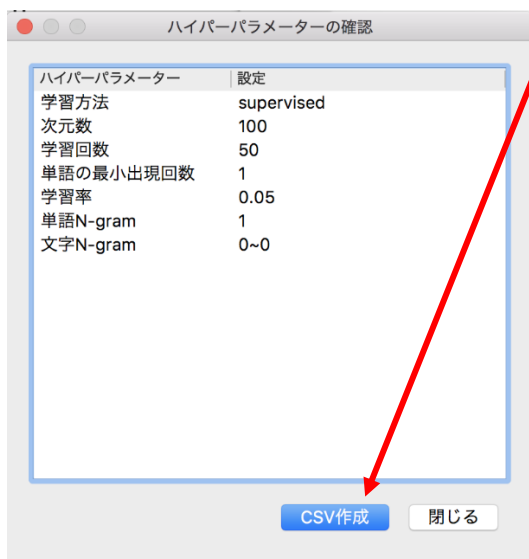 ハイパーパラメーターの確認
ハイパーパラメーター 設定
学習方法 supervised
次元数 100
学習回数 50
単語の最小出現回数 1
学習率 0.05
単語N-gram 1
文字N-gram 0~0
CSV作成 閉じる